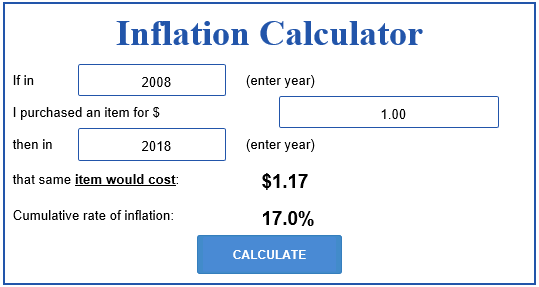 Inflation Calculator
If in 2008 (enter year)
I purchased an item for $ 1.00
then in 2018 (enter year)
that same item would cost: $1.17
Cumulative rate of inflation: 17.0%
CALCULATE